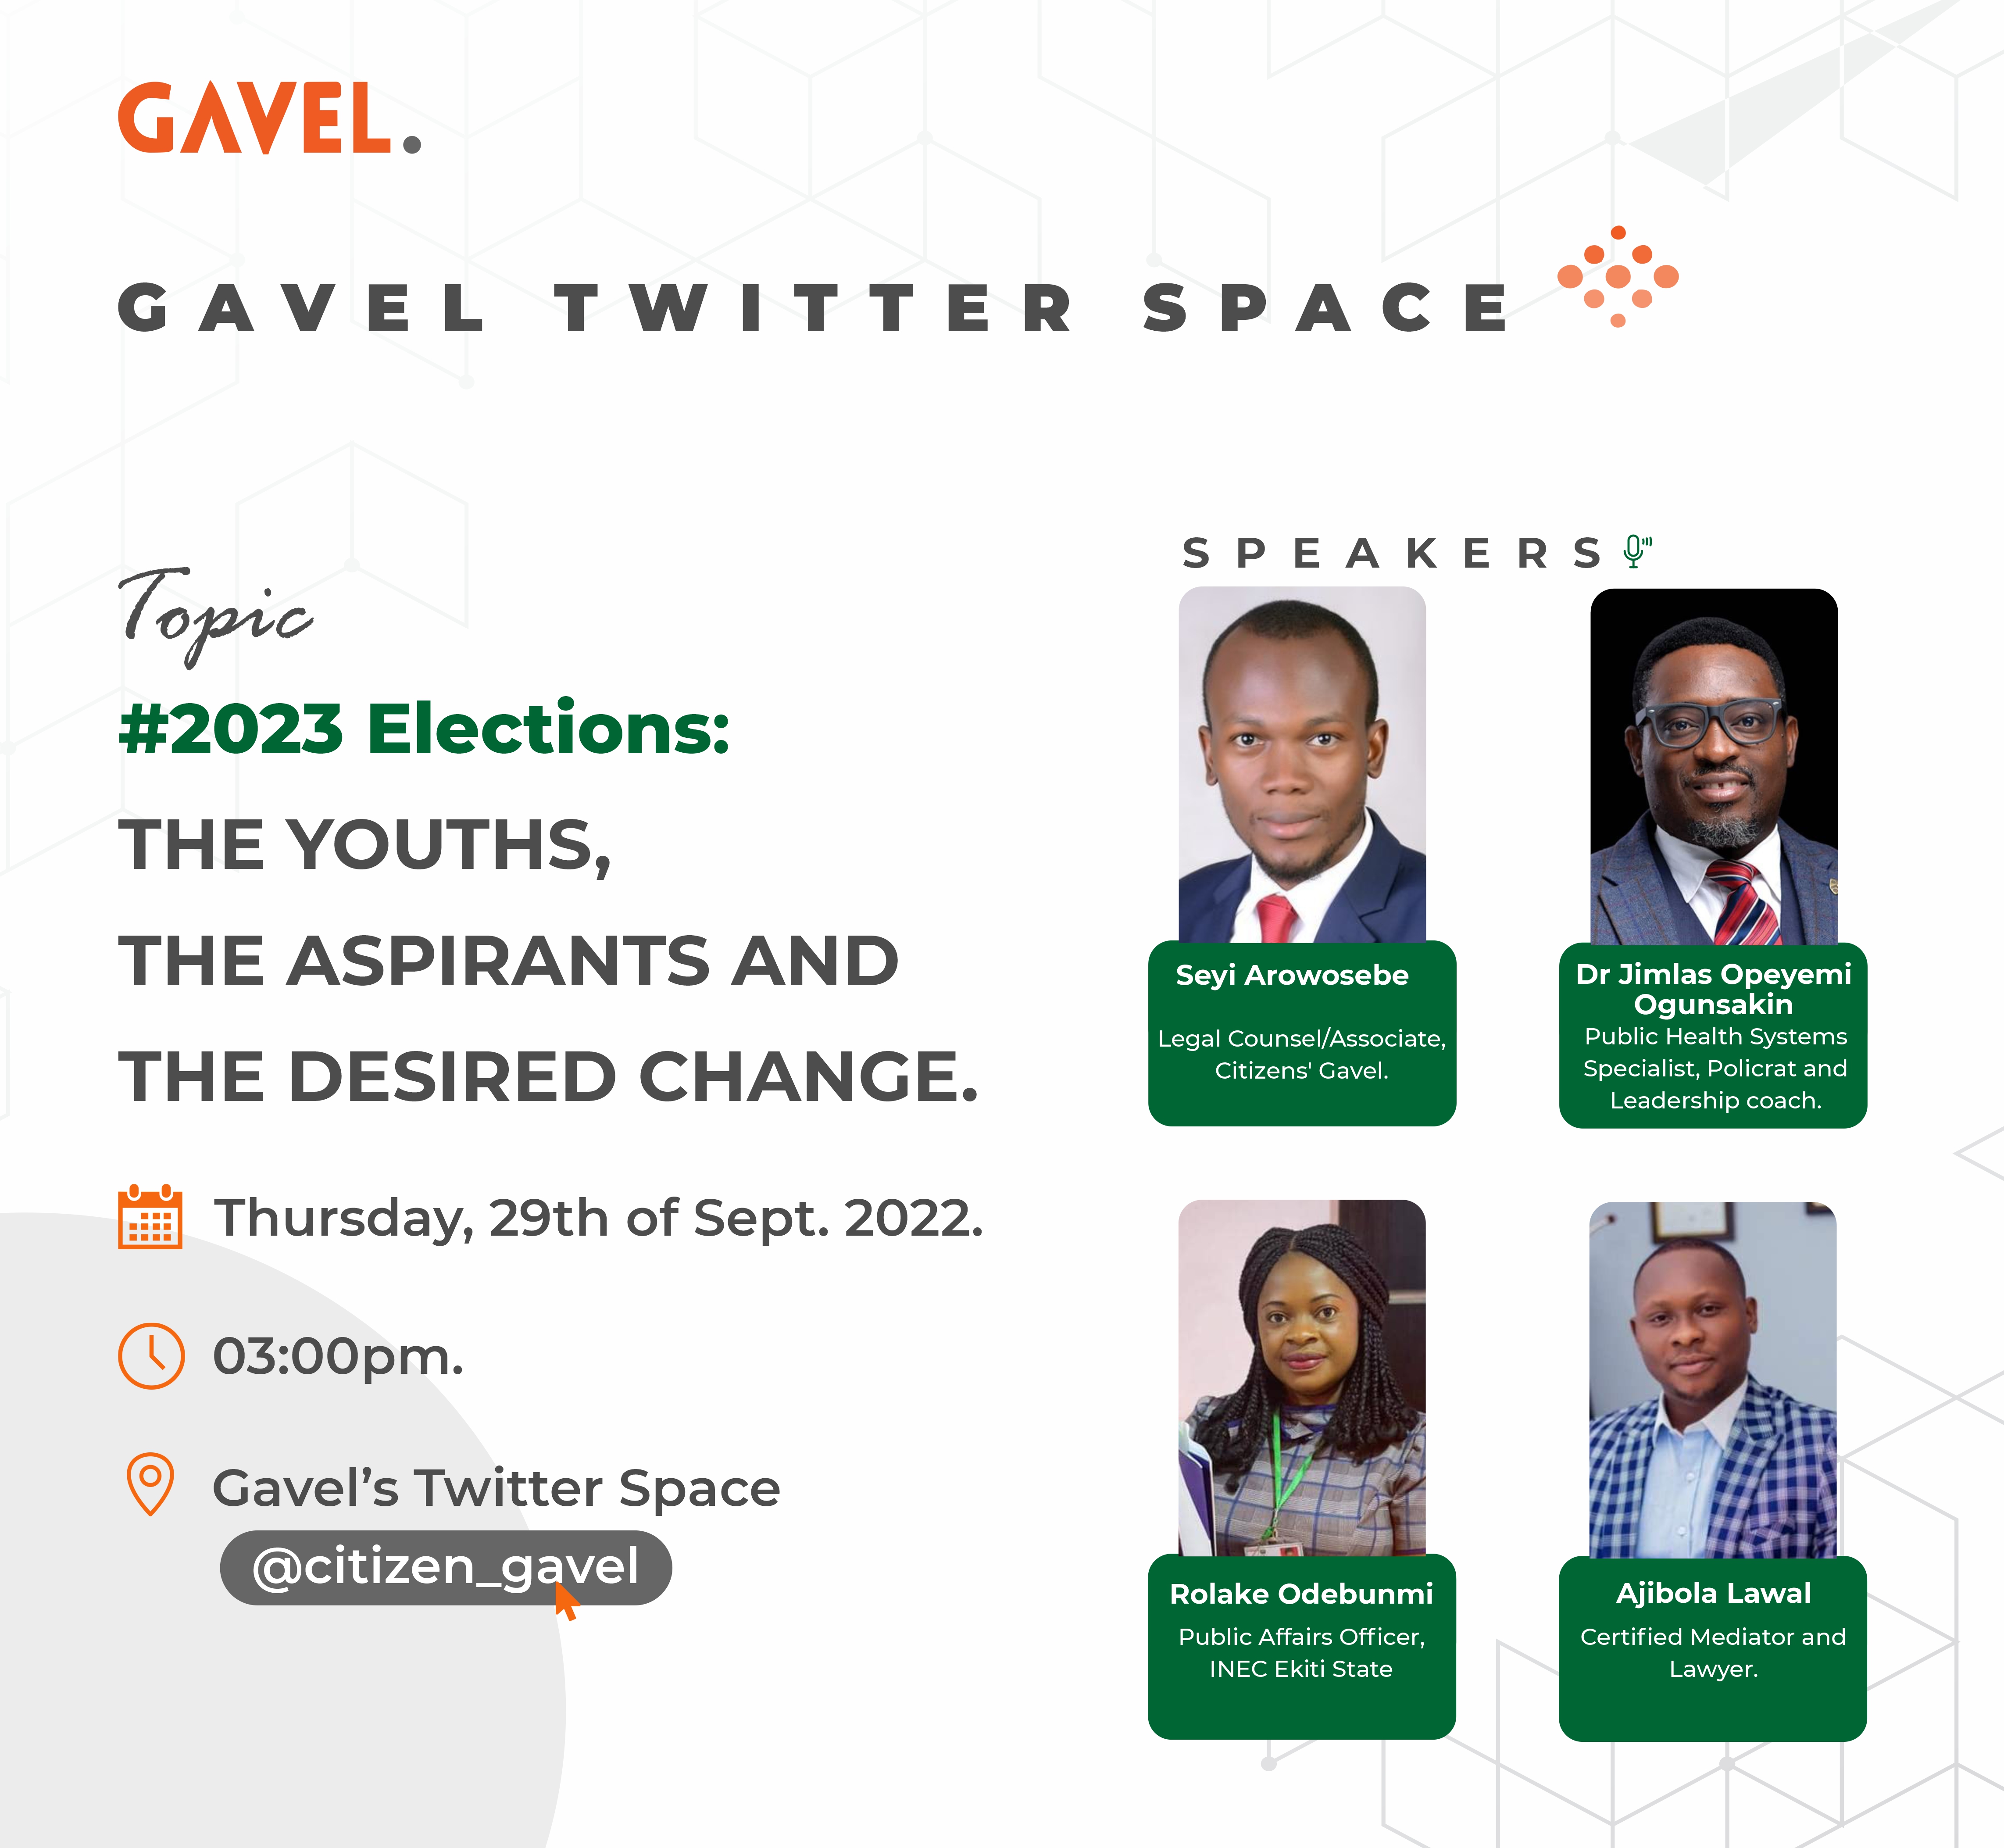 GAVEL.
GAVEL TWITTER SPACE
Topic
#2023 Elections:
THE YOUTHS,
THE ASPIRANTS AND
THE DESIRED CHANGE.
Thursday, 29th of Sept. 2022.
03:00pm.
Gavel’s Twitter Space
@citizen_gavel
SPEAKERS
Seyi Arowosebe
Legal Counsel/Associate,
Citizens' Gavel.
Dr Jimlas Opeyemi
Ogunsakin
Public Health Systems
Specialist, Policrat and
Leadership coach.
Rolake Odebunmi
Public Affairs Officer,
INEC Ekiti State
Ajibola Lawal
Certified Mediator and
Lawyer.